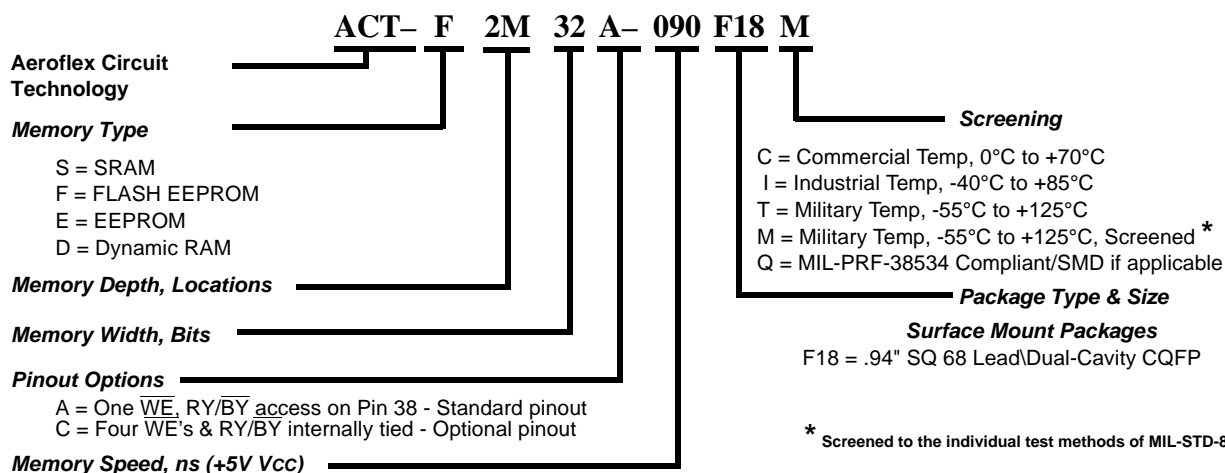 ACT– F 2M 32 A– 090 F18 M
Aeroflex Circuit
Technology
Memory Type
S = SRAM
F = FLASH EEPROM
E = EEPROM
D = Dynamic RAM
Memory Depth, Locations
Memory Width, Bits
Pinout Options
A = One W̅E̅, RY/B̅Y̅ access on Pin 38 - Standard pinout
C = Four W̅E̅'s & RY/B̅Y̅ internally tied - Optional pinout
Memory Speed, ns (+5V VCC)
Screening
C = Commercial Temp, 0°C to +70°C
I = Industrial Temp, -40°C to +85°C
T = Military Temp, -55°C to +125°C
M = Military Temp, -55°C to +125°C, Screened *
Q = MIL-PRF-38534 Compliant/SMD if applicable
Package Type & Size
Surface Mount Packages
F18 = .94" SQ 68 Lead\Dual-Cavity CQFP
* Screened to the individual test methods of MIL-STD-8